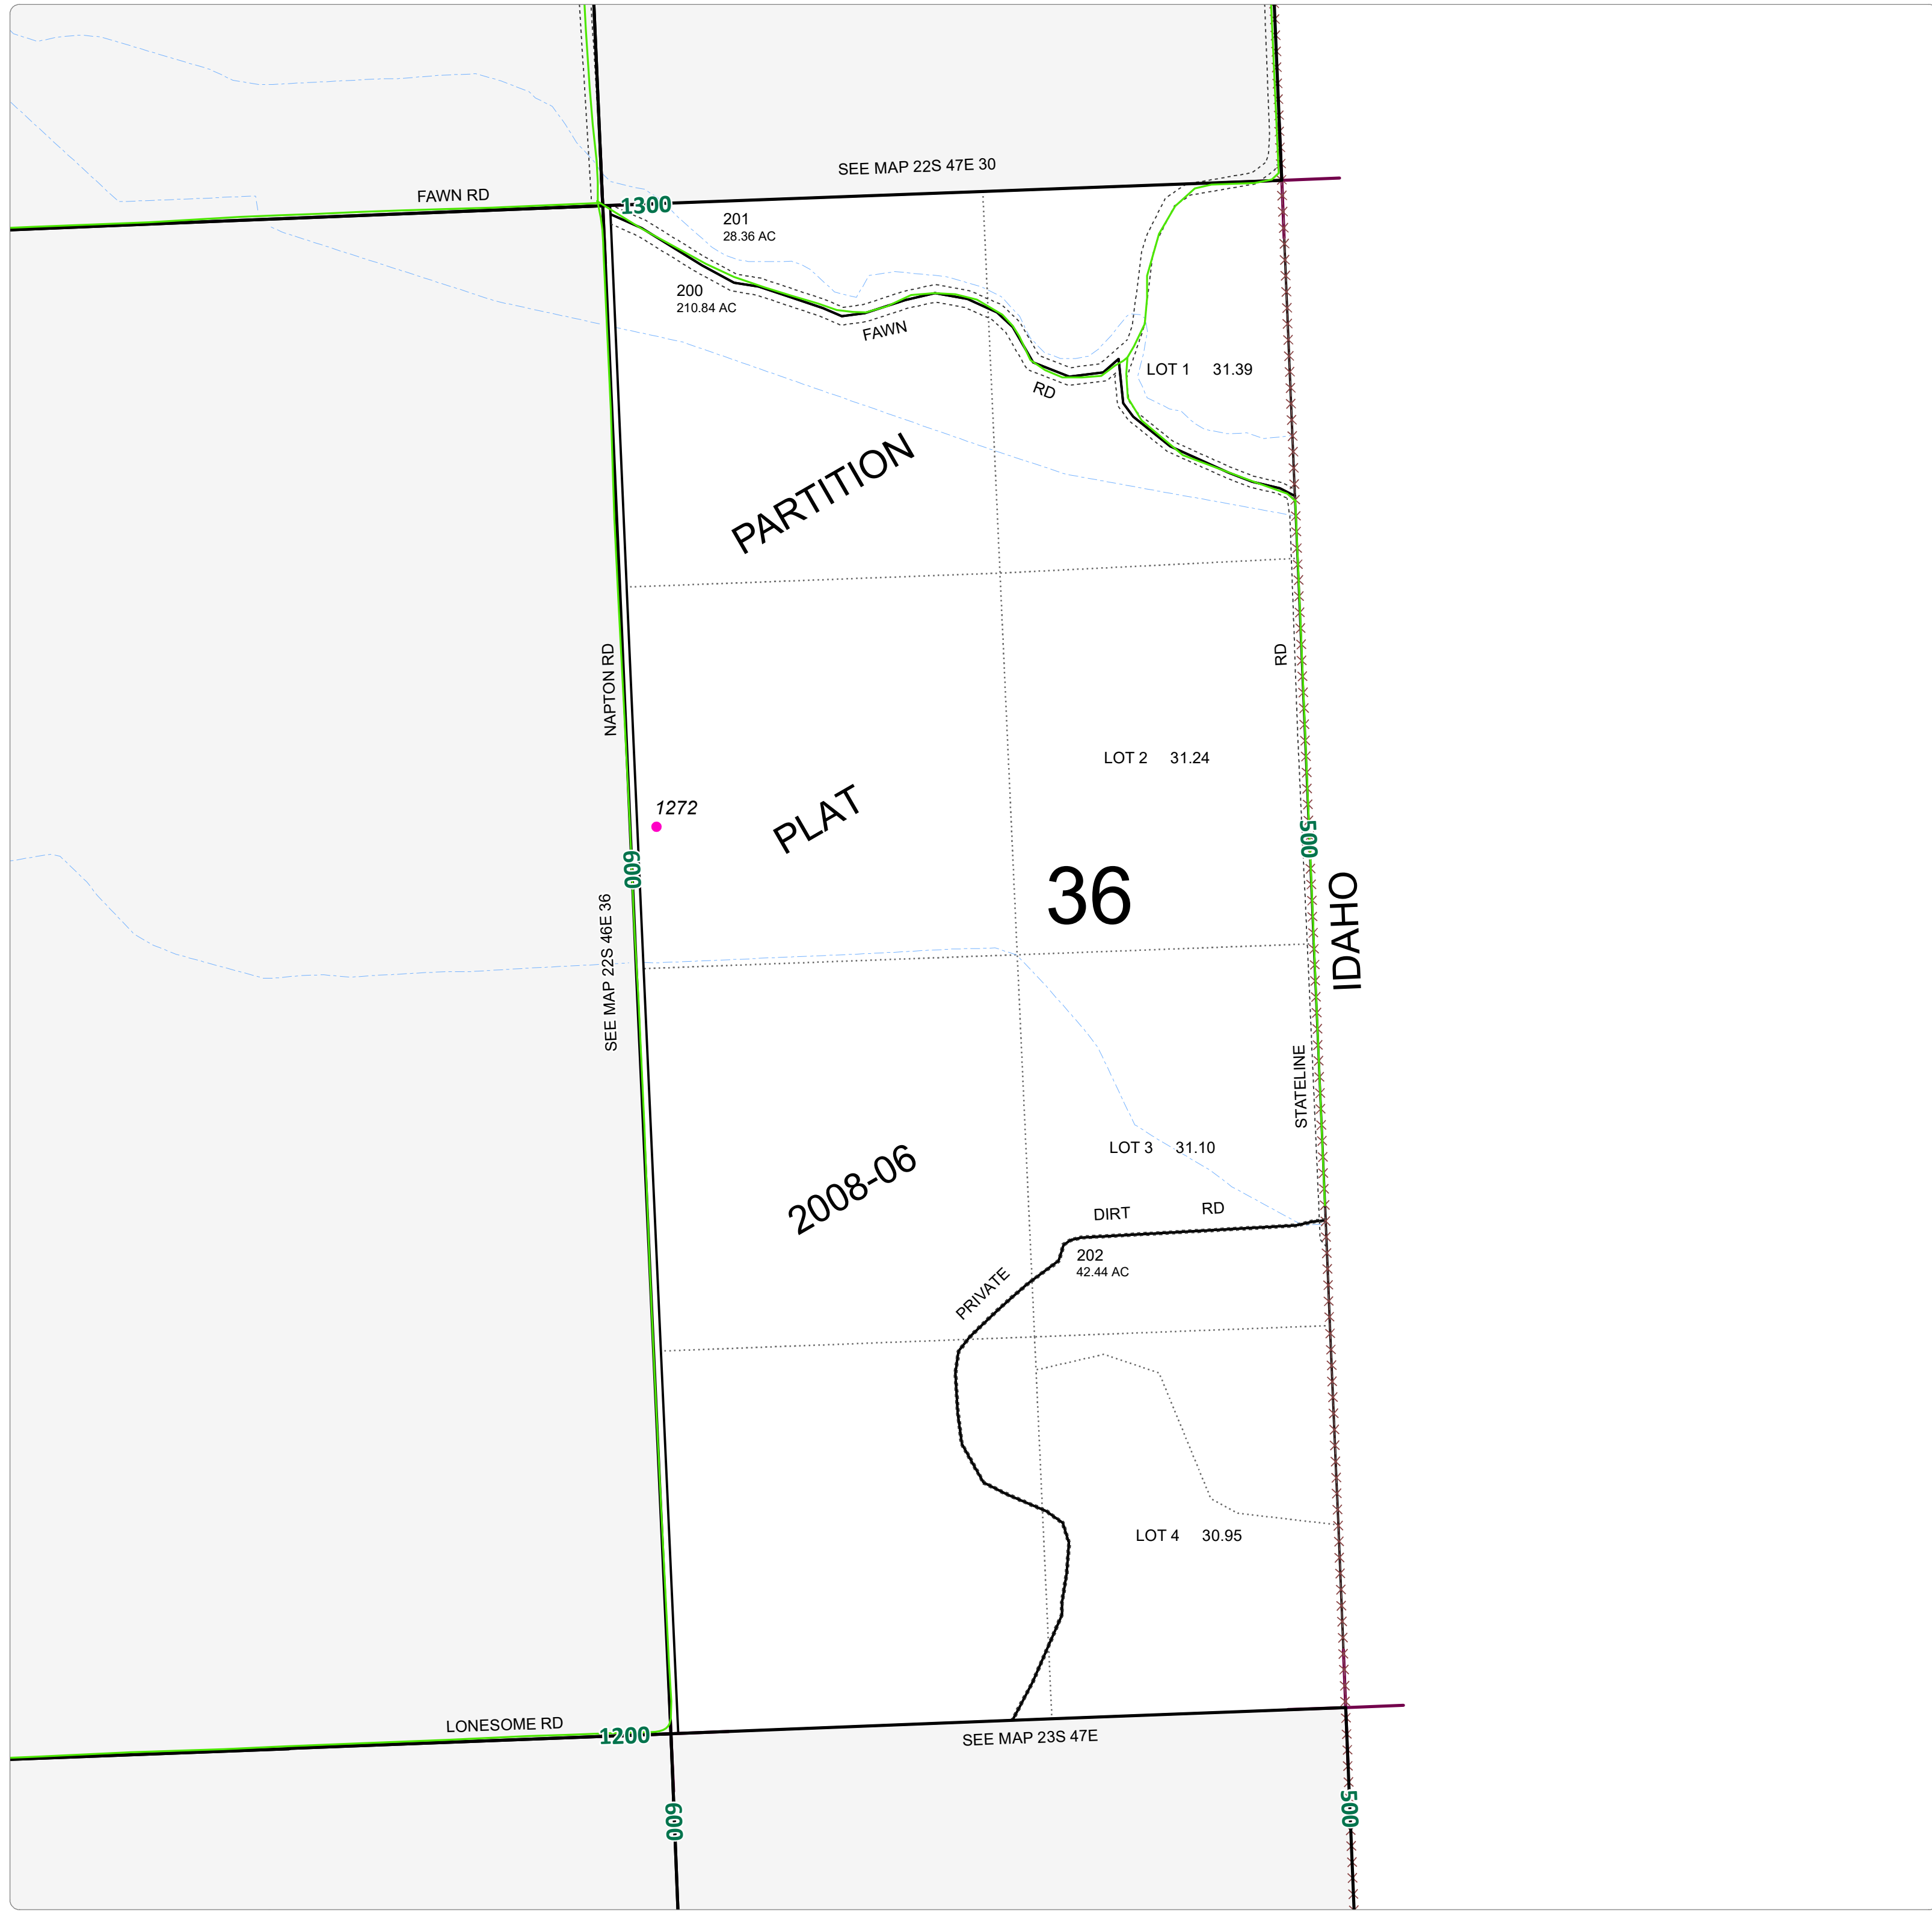 SEE MAP 22S 47E 30
FAWN RD
1300
201
28.36 AC
200
210.84 AC
FAWN
RD
LOT 1 31.39
PARTITION
NAPTON RD
RD
LOT 2 31.24
1272
PLAT
600
500
36
IDAHO
SEE MAP 22S 46E 36
STATELINE
LOT 3 31.10
2008-06
DIRT RD
202
42.44 AC
PRIVATE
LOT 4 30.95
LONESOME RD
1200
SEE MAP 23S 47E
600
500